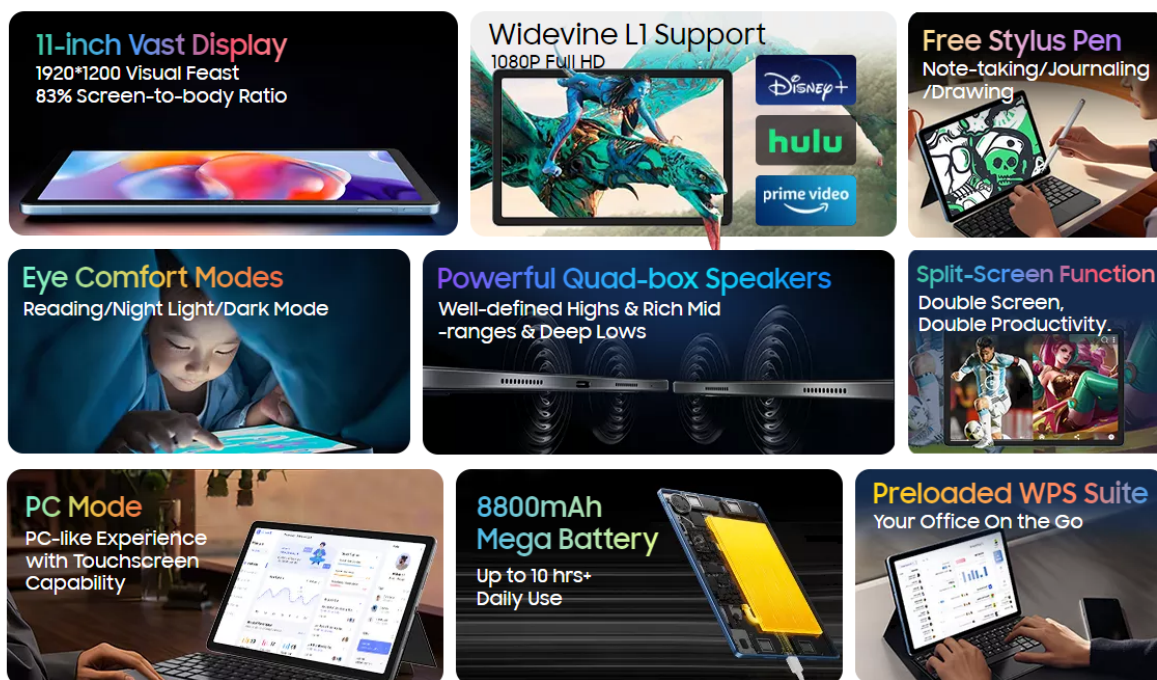 11-inch Vast Display
1920*1200 Visual Feast
83% Screen-to-body Ratio
Widevine L1 Support
1080P Full HD
Disney+
hulu
prime video
Free Stylus Pen
Note-taking/Journaling
/Drawing
Eye Comfort Modes
Reading/Night Light/Dark Mode
Powerful Quad-box Speakers
Well-defined Highs & Rich Mid
-ranges & Deep Lows
Split-Screen Function
Double Screen,
Double Productivity.
PC Mode
PC-like Experience
with Touchscreen
Capability
8800mAh
Mega Battery
Up to 10 hrs+
Daily Use
Preloaded WPS Suite
Your Office On the Go